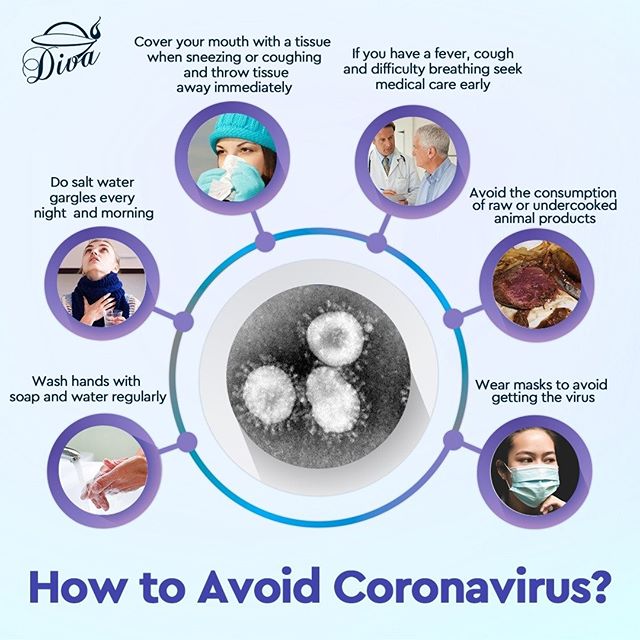 Diva
Cover your mouth with a tissue
when sneezing or coughing
and throw tissue
away immediately
If you have a fever, cough
and difficulty breathing seek
medical care early
Do salt water
gargles every
night and morning
Avoid the consumption
of raw or undercooked
animal products
Wash hands with
soap and water regularly
Wear masks to avoid
getting the virus
How to Avoid Coronavirus?